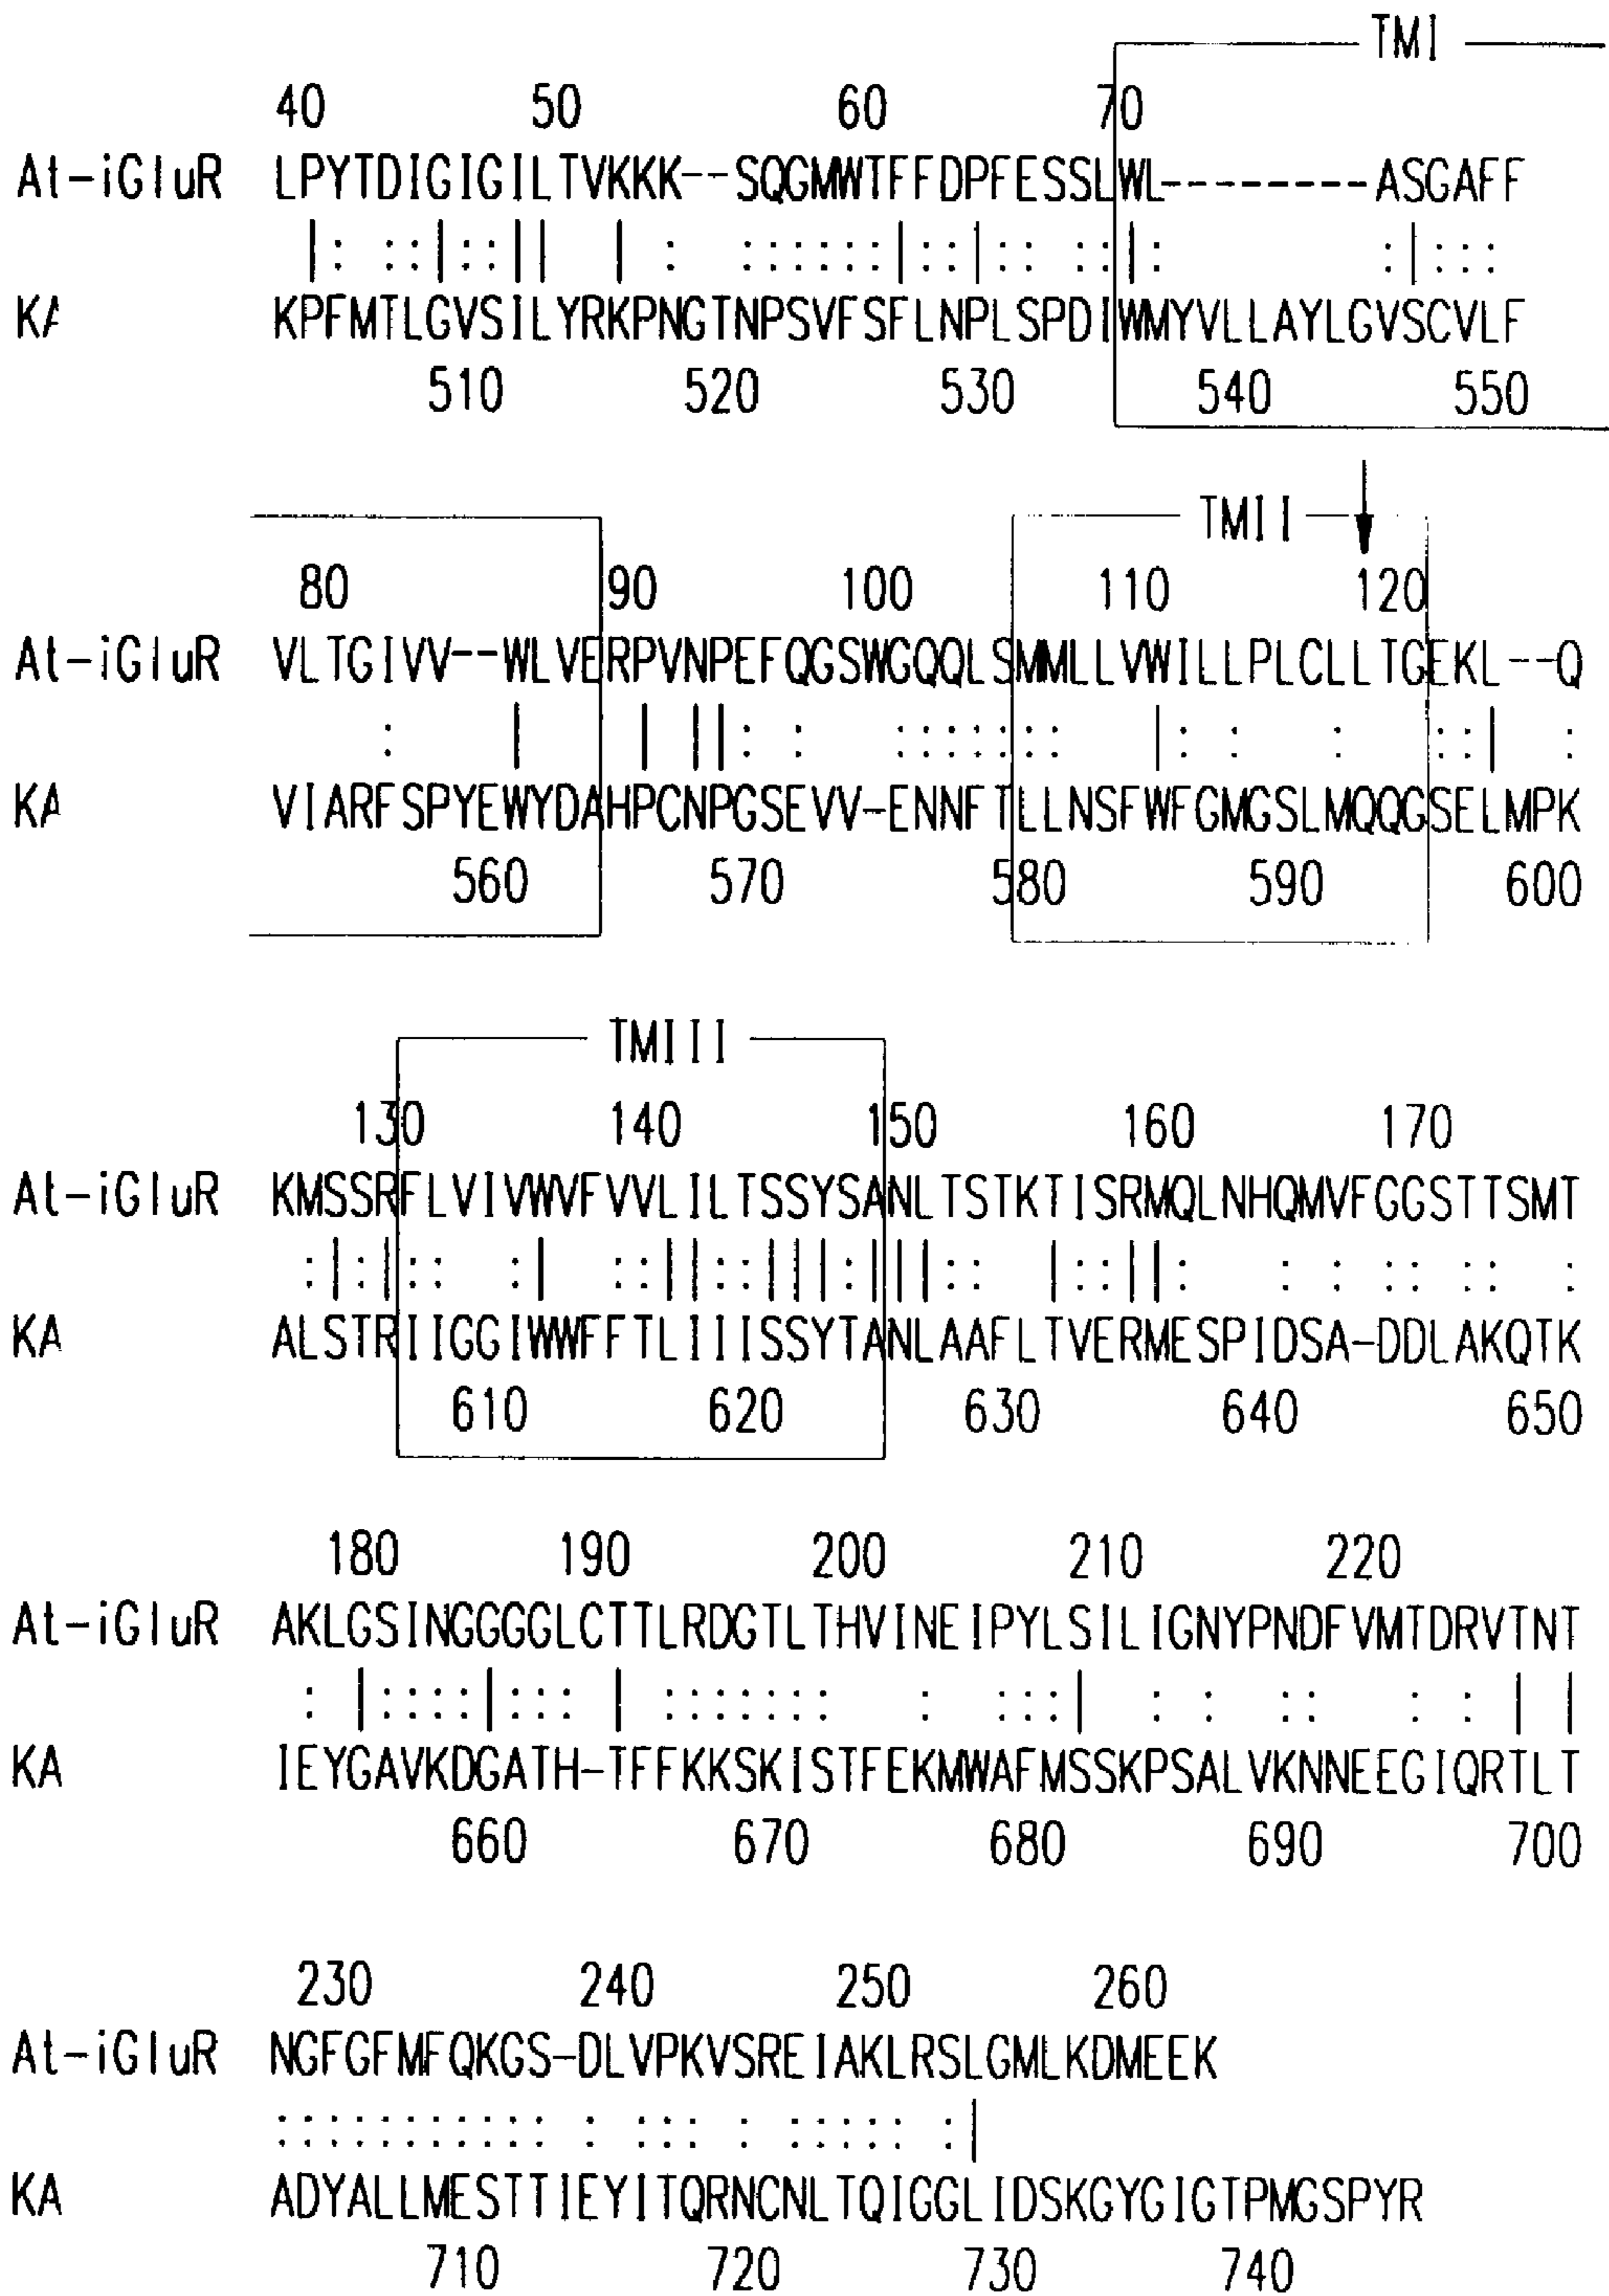 TMI
40 50 60 70
At-iGluR LPYTDIGIGILTVKKK--SQGMWTFFDPFESSLWL--------ASGAFF
|: ::|::|| | : ::::::|::|:: ::|: :|:::
KA KPFMTLGVSILYRKPNGTNPSVFSFLNPLSPDIWMYVLLAYLGVSCVLF
510 520 530 540 550
TMII
80 90 100 110 120
At-iGluR VLTGIVV--WLVERPVNPEFQGSWGQQLSMMLLVWILLPLCLLTGEKL--Q
: | | ||: : ::::::: |: : : ::| :
KA VIARFSPYEWYDAHPCNPGSEVV-ENNFTLLNSFWFGMGSLMQQGSELMPK
560 570 580 590 600
TMIII
130 140 150 160 170
At-iGluR KMSSRFLVIVWVFVVLILTSSYSANLTSTKTISRMQLNHQMVFGGSTTSMT
:|:|:: :| ::||::|||:|||:: |::||: : : :: :: :
KA ALSTRIIGGIWWFFTLIIISSYTANLAAFLTVERMESPIDSA-DDLAKQTK
610 620 630 640 650
180 190 200 210 220
At-iGluR AKLGSINGGGGLCTTLRDGTLTHVINEIPYLSILIGNYPNDFVMTDRVTNT
: |::::|::: | ::::::: : :::| : : :: : : | |
KA IEYGAVKDGATH-TFFKKSKISTFEKMWAFMSSKPSALVKNNEEGIQRTLT
660 670 680 690 700
230 240 250 260
At-iGluR NGFGFMFQKGS-DLVPKVSREIAKLRSLGMLKDMEEK
::::::::::: : ::: : ::::: :|
KA ADYALLMESTTIEYITQRNCNLTQIGGLIDSKGYGIGTPMGSPYR
710 720 730 740